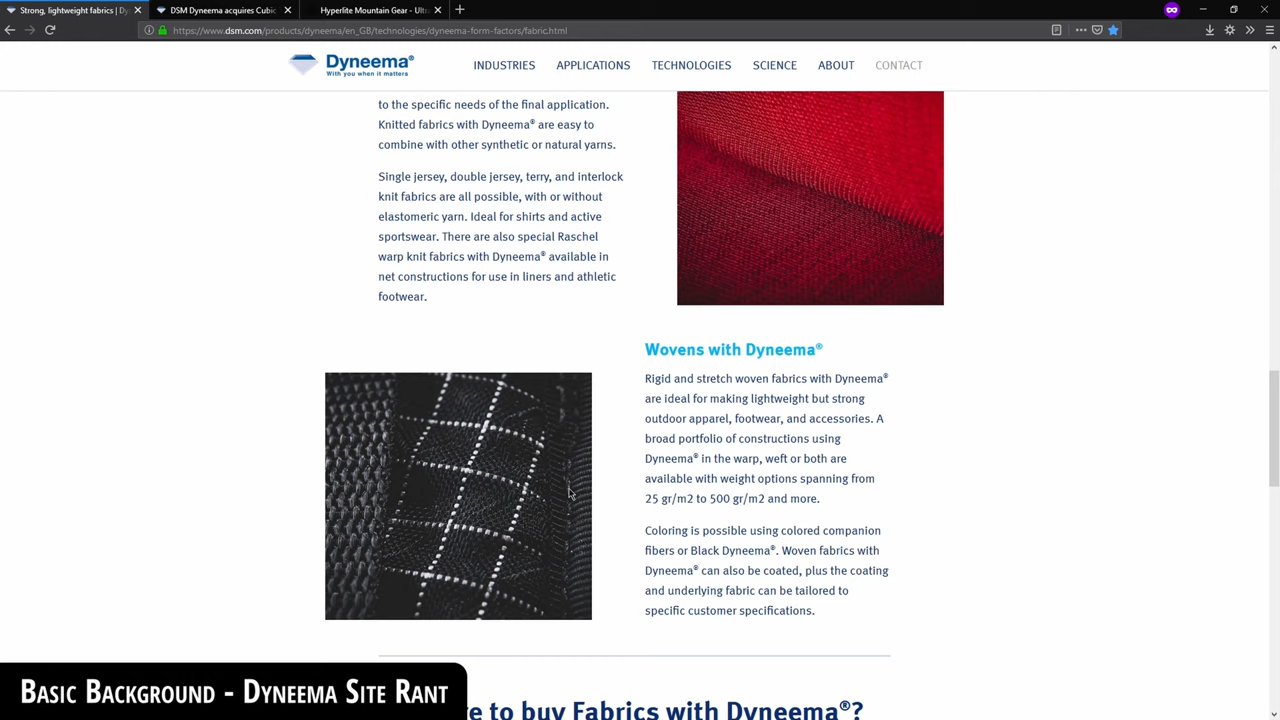 Strong, lightweight fabrics | Dy
DSM Dyneema acquires Cubic
Hyperlite Mountain Gear - Ultra
https://www.dsm.com/products/dyneema/en_GB/technologies/dyneema-form-factors/fabric.html
Dyneema®
With you when it matters
INDUSTRIES APPLICATIONS TECHNOLOGIES SCIENCE ABOUT CONTACT
to the specific needs of the final application.
Knitted fabrics with Dyneema® are easy to
combine with other synthetic or natural yarns.
Single jersey, double jersey, terry, and interlock
knit fabrics are all possible, with or without
elastomeric yarn. Ideal for shirts and active
sportswear. There are also special Raschel
warp knit fabrics with Dyneema® available in
net constructions for use in liners and athletic
footwear.
Wovens with Dyneema®
Rigid and stretch woven fabrics with Dyneema®
are ideal for making lightweight but strong
outdoor apparel, footwear, and accessories. A
broad portfolio of constructions using
Dyneema® in the warp, weft or both are
available with weight options spanning from
25 gr/m2 to 500 gr/m2 and more.
Coloring is possible using colored companion
fibers or Black Dyneema®. Woven fabrics with
Dyneema® can also be coated, plus the coating
and underlying fabric can be tailored to
specific customer specifications.
re to buy Fabrics with Dyneema®?
Basic Background - Dyneema Site Rant